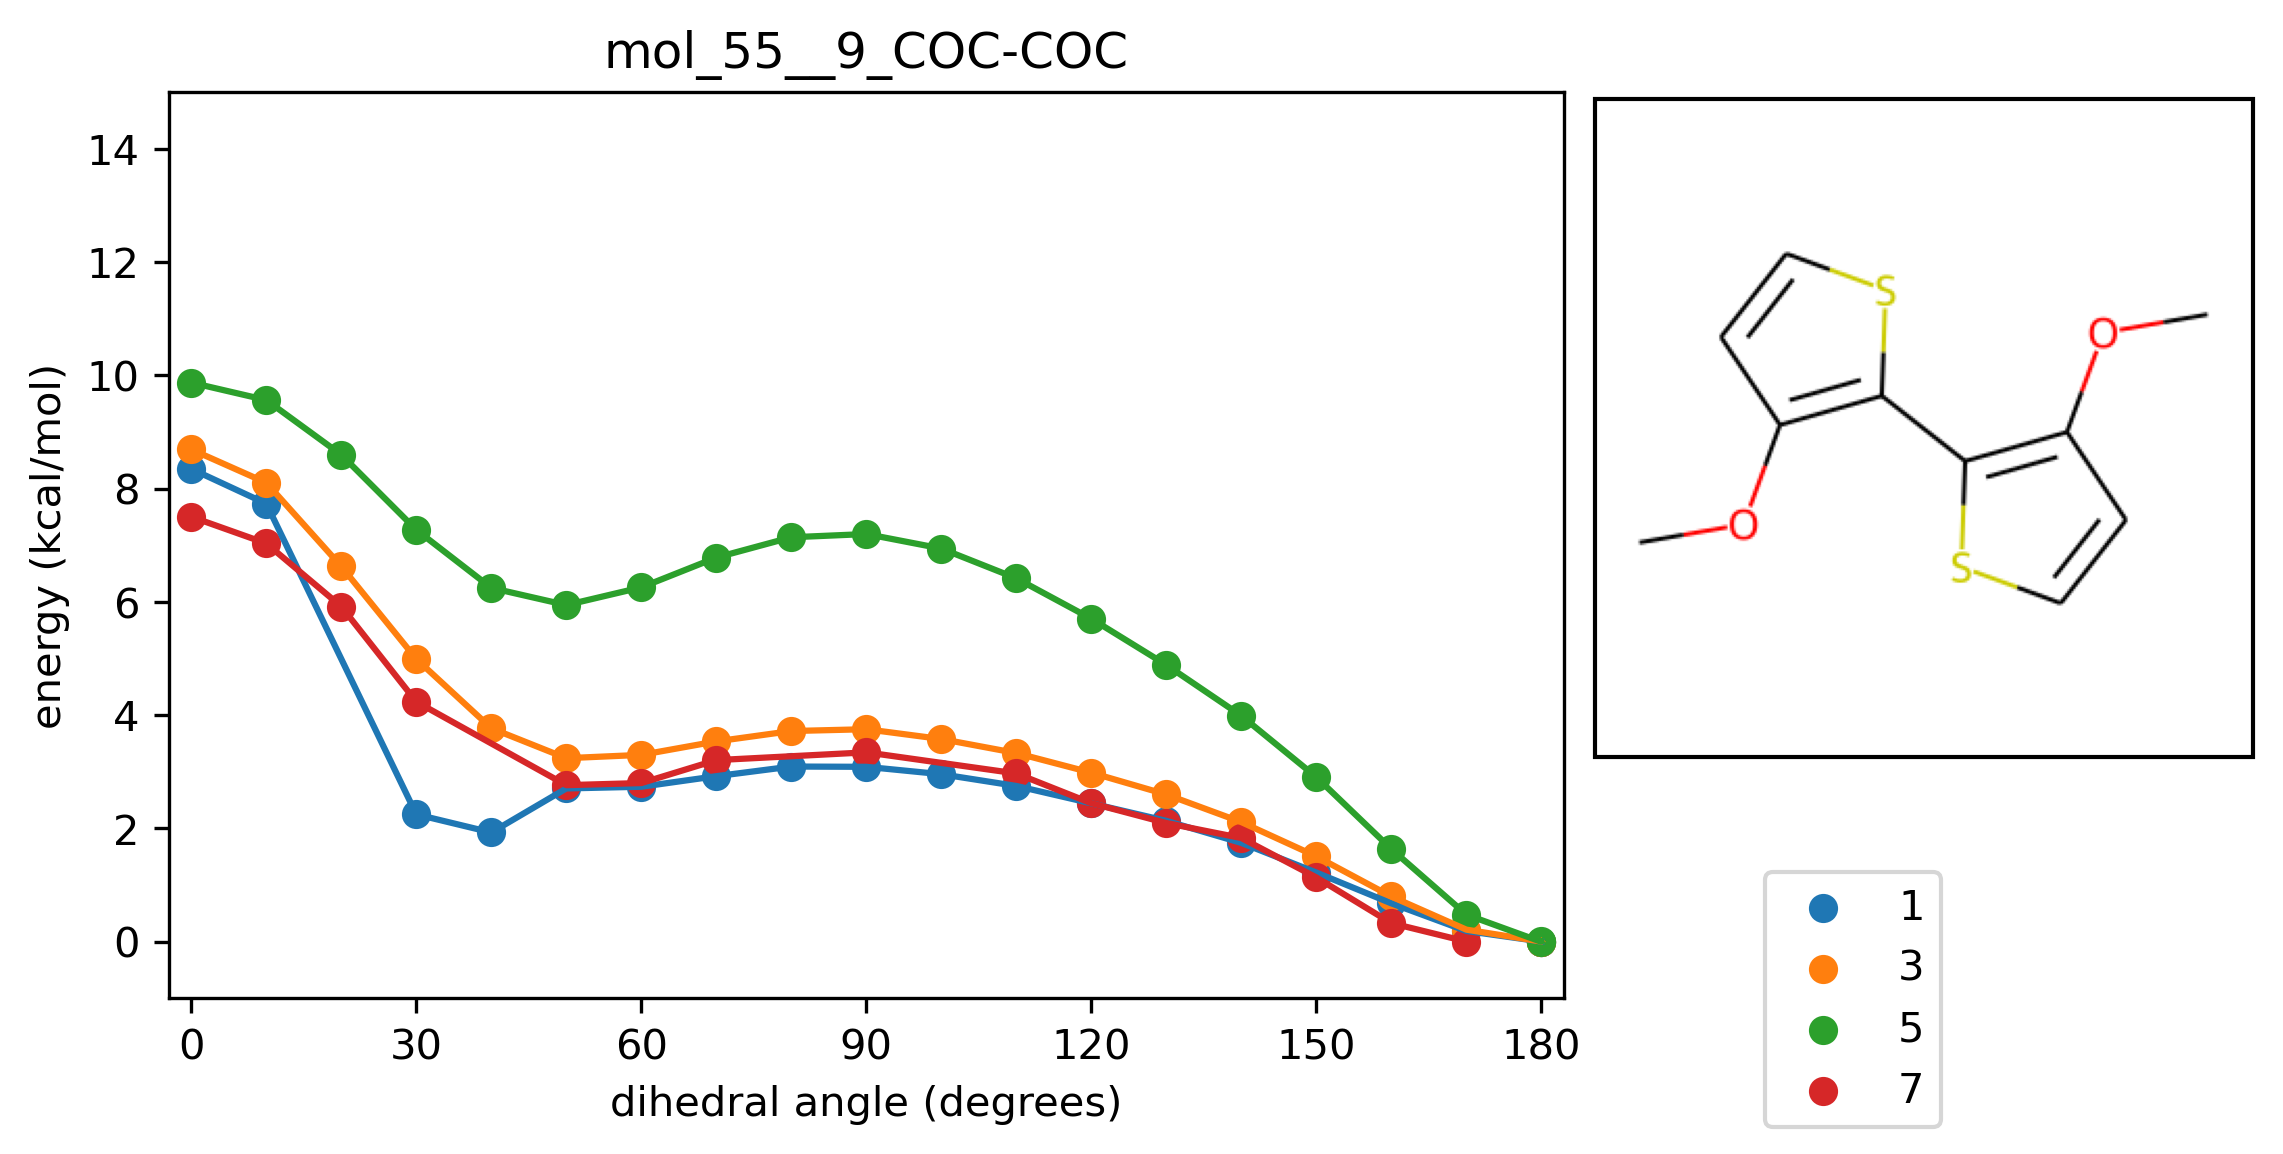 mol_55__9_COC-COC
energy (kcal/mol)
14
12
10
8
6
4
2
0
0 30 60 90 120 150 180
dihedral angle (degrees)
S
O
O
S
1
3
5
7